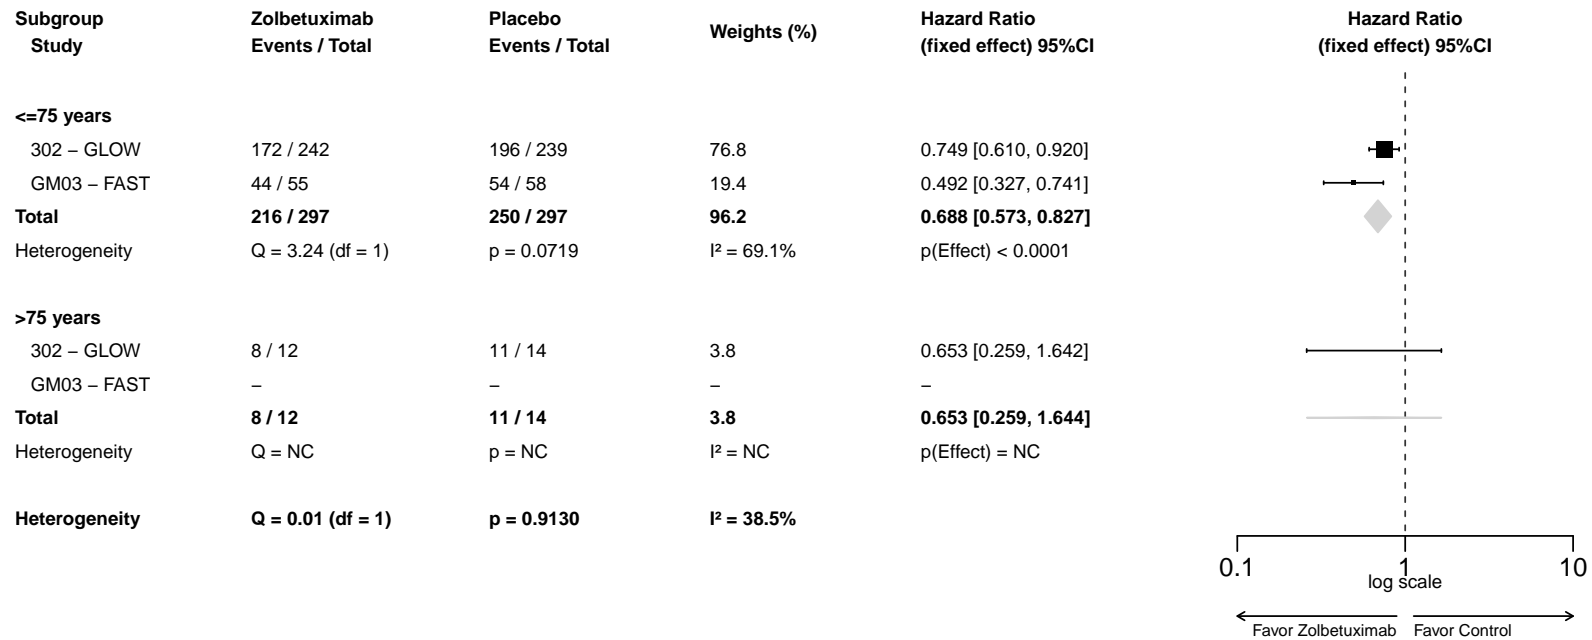 Subgroup Zolbetuximab Placebo Weights (%) Hazard Ratio Hazard Ratio
Study Events / Total Events / Total (fixed effect) 95%CI (fixed effect) 95%CI
<=75 years
302 – GLOW 172 / 242 196 / 239 76.8 0.749 [0.610, 0.920]
GM03 – FAST 44 / 55 54 / 58 19.4 0.492 [0.327, 0.741]
Total 216 / 297 250 / 297 96.2 0.688 [0.573, 0.827]
Heterogeneity Q = 3.24 (df = 1) p = 0.0719 I² = 69.1% p(Effect) < 0.0001
>75 years
302 – GLOW 8 / 12 11 / 14 3.8 0.653 [0.259, 1.642]
GM03 – FAST – – – –
Total 8 / 12 11 / 14 3.8 0.653 [0.259, 1.644]
Heterogeneity Q = NC p = NC I² = NC p(Effect) = NC
Heterogeneity Q = 0.01 (df = 1) p = 0.9130 I² = 38.5%
0.1 1 10
log scale
Favor Zolbetuximab Favor Control